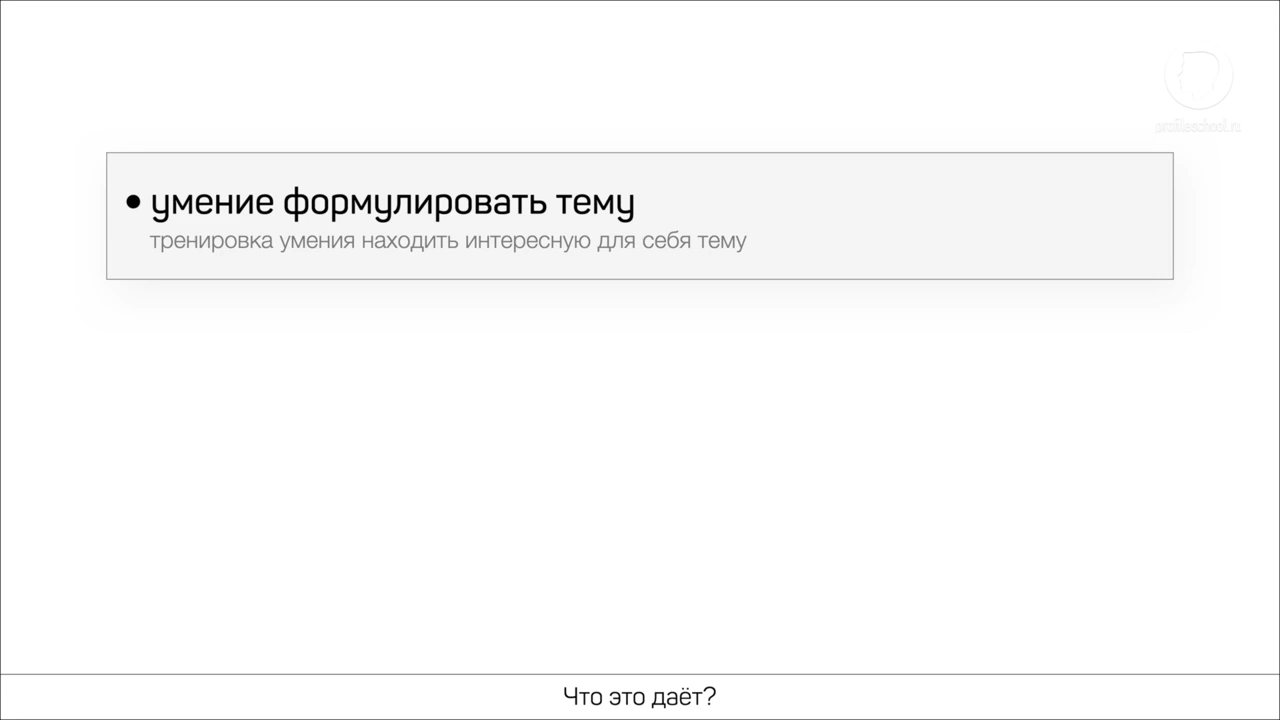 • умение формулировать тему
тренировка умения находить интересную для себя тему
Что это даёт?